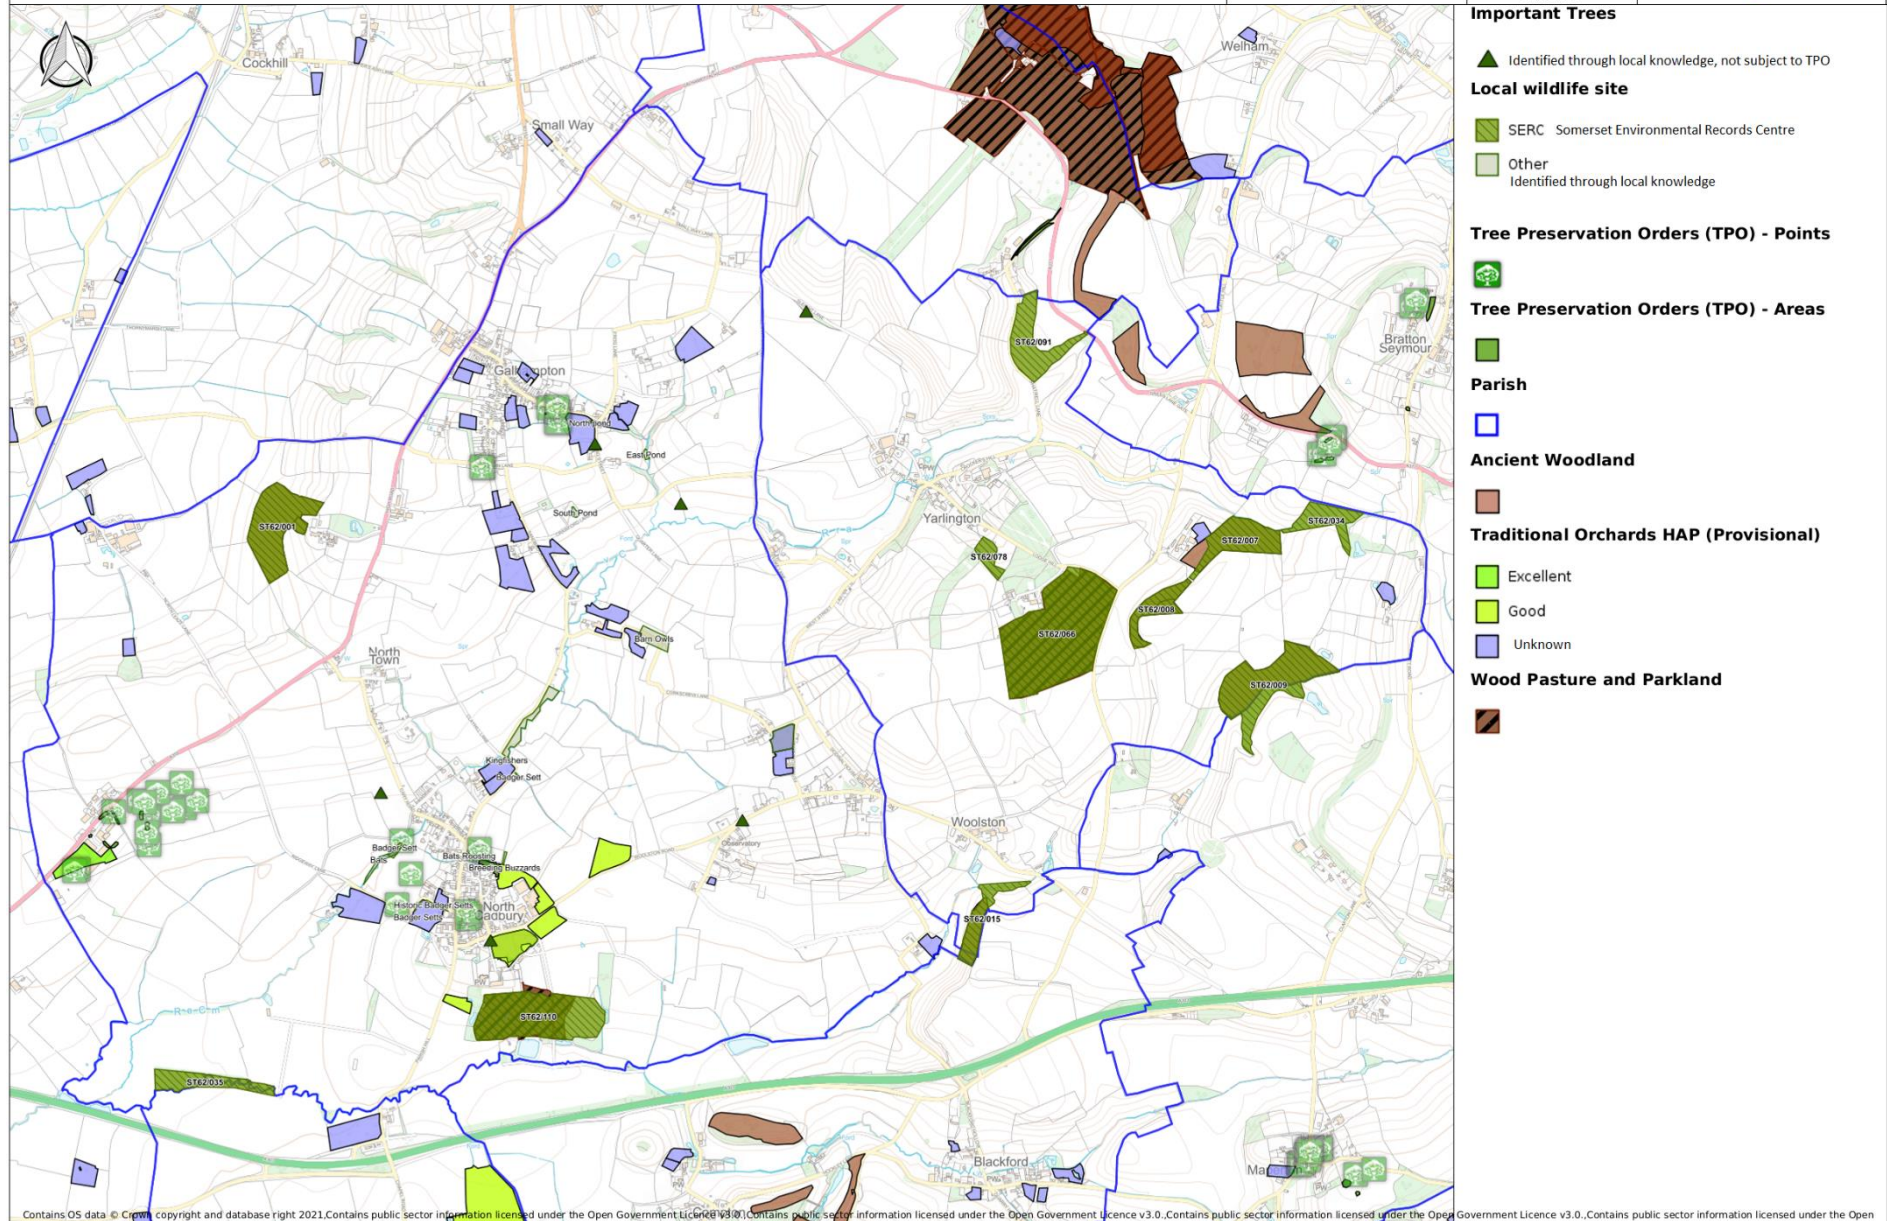 Important Trees
Identified through local knowledge, not subject to TPO
Local wildlife site
SERC Somerset Environmental Records Centre
Other
Identified through local knowledge
Tree Preservation Orders (TPO) - Points
Tree Preservation Orders (TPO) - Areas
Parish
Ancient Woodland
Traditional Orchards HAP (Provisional)
Excellent
Good
Unknown
Wood Pasture and Parkland
Cockhill
Welham
Small Way
Bratton
Seymour
ST62/091
North Pond
East Pond
South Pond
Yarlington
ST62/001
ST62/034
ST62/007
ST62/078
ST62/008
ST62/066
Barn Owls
North
Town
ST62/009
Kingfishers
Badger Sett
Woolston
Observatory
Badger Sett
Bats
Bats Roosting
Breeding Buzzards
Historic Badger Setts
Badger Setts
North
Cadbury
ST62/015
ST62/110
ST62/035
Blackford
Contains OS data © Crown copyright and database right 2021,Contains public sector information licensed under the Open Government Licence v3.0.,Contains public sector information licensed under the Open Government Licence v3.0.,Contains public sector information licensed under the Open Government Licence v3.0.,Contains public sector information licensed under the Open